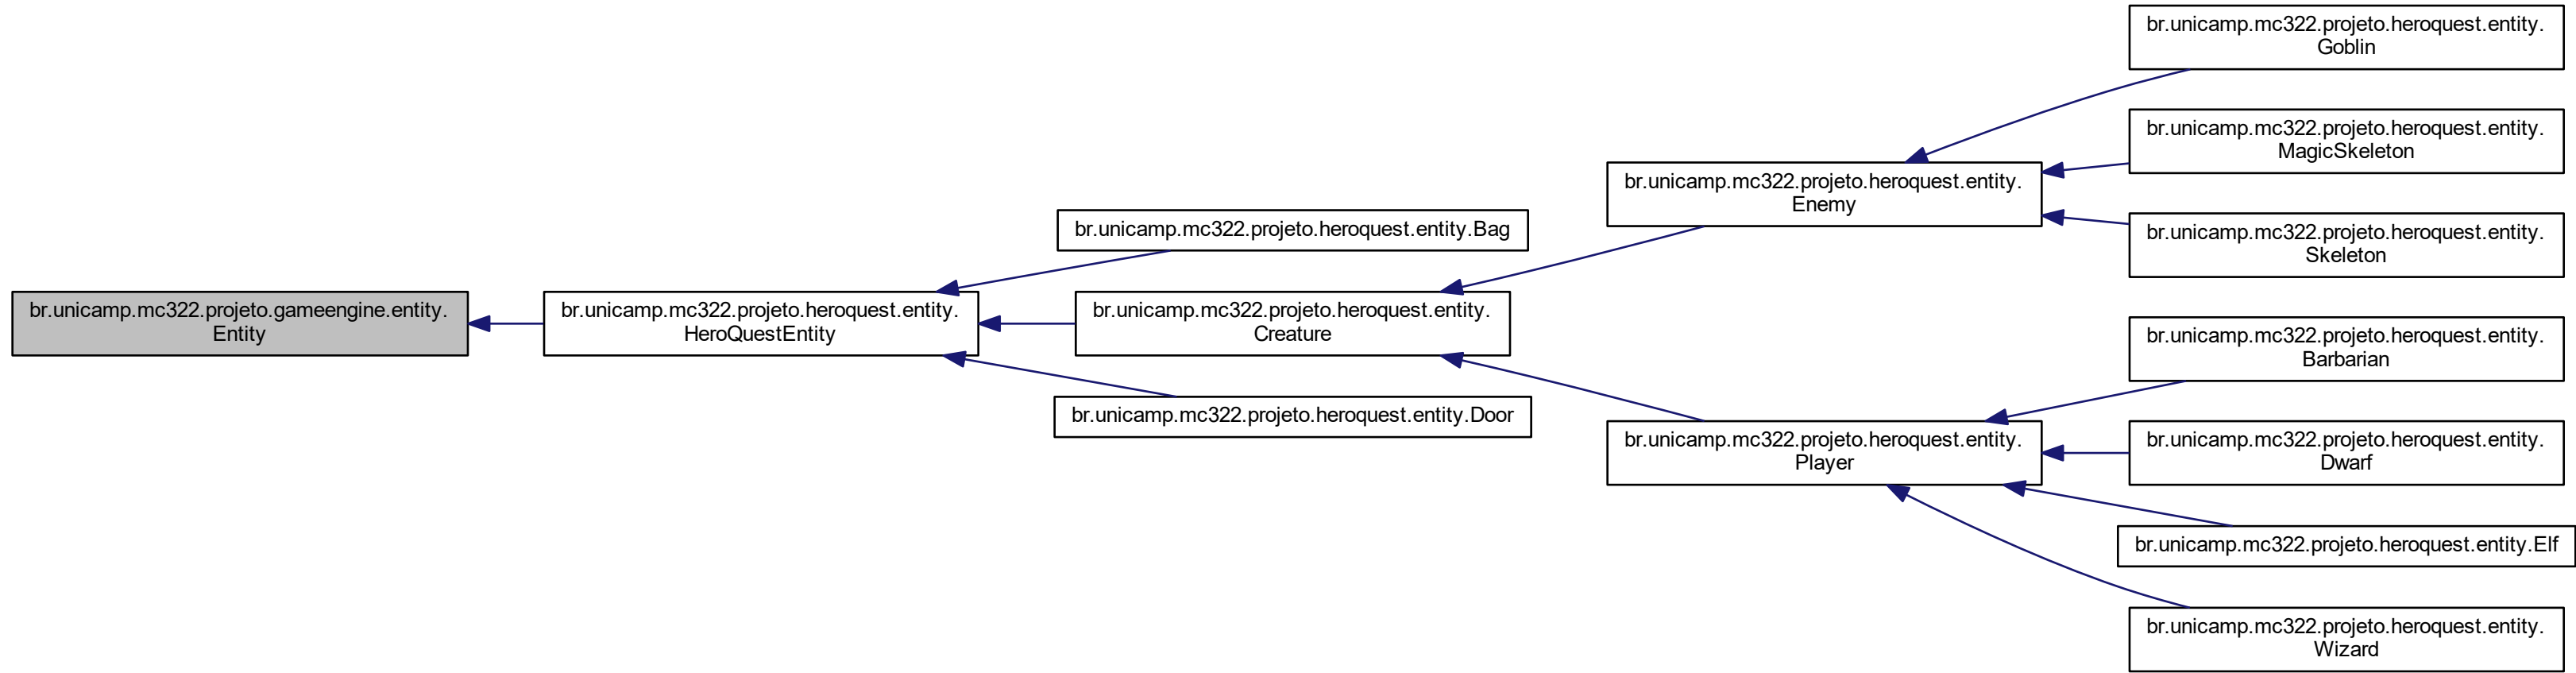 br.unicamp.mc322.projeto.gameengine.entity.
Entity
br.unicamp.mc322.projeto.heroquest.entity.
HeroQuestEntity
br.unicamp.mc322.projeto.heroquest.entity.Bag
br.unicamp.mc322.projeto.heroquest.entity.
Creature
br.unicamp.mc322.projeto.heroquest.entity.Door
br.unicamp.mc322.projeto.heroquest.entity.
Enemy
br.unicamp.mc322.projeto.heroquest.entity.
Player
br.unicamp.mc322.projeto.heroquest.entity.
Goblin
br.unicamp.mc322.projeto.heroquest.entity.
MagicSkeleton
br.unicamp.mc322.projeto.heroquest.entity.
Skeleton
br.unicamp.mc322.projeto.heroquest.entity.
Barbarian
br.unicamp.mc322.projeto.heroquest.entity.
Dwarf
br.unicamp.mc322.projeto.heroquest.entity.Elf
br.unicamp.mc322.projeto.heroquest.entity.
Wizard